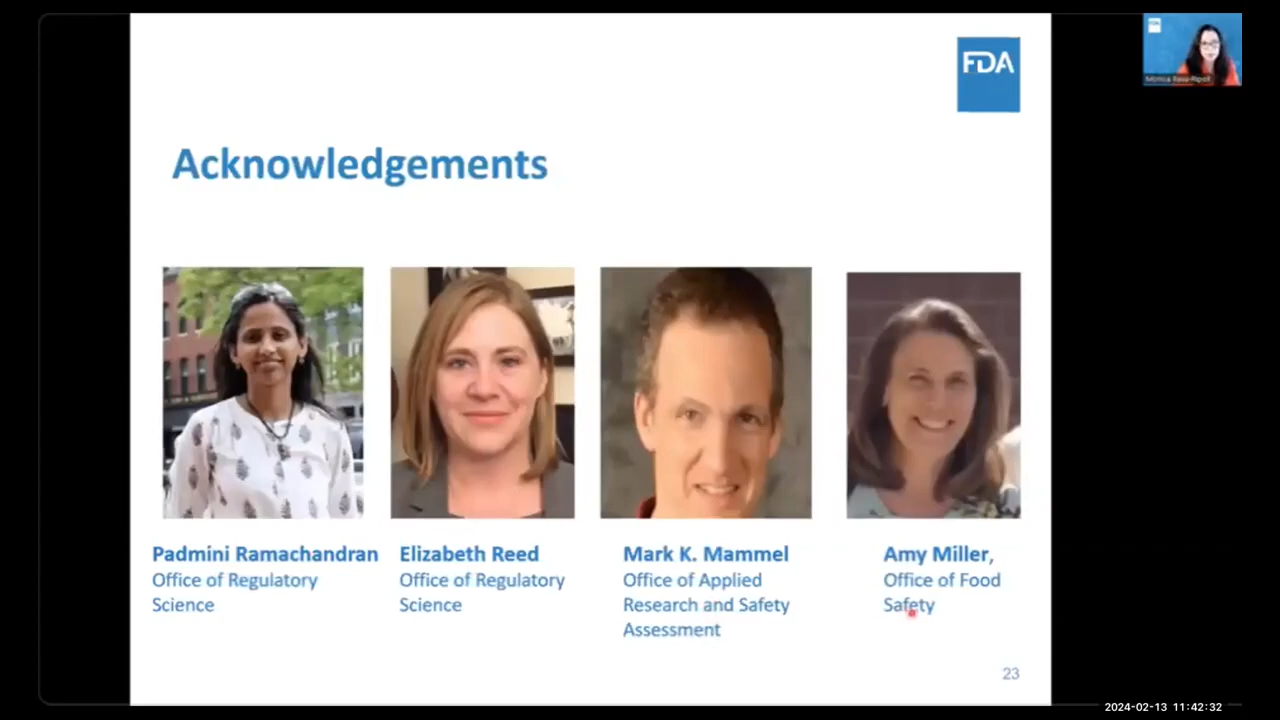 FDA
Acknowledgements
Padmini Ramachandran
Office of Regulatory
Science
Elizabeth Reed
Office of Regulatory
Science
Mark K. Mammel
Office of Applied
Research and Safety
Assessment
Amy Miller,
Office of Food
Safety
23
2024-02-13 11:42:32